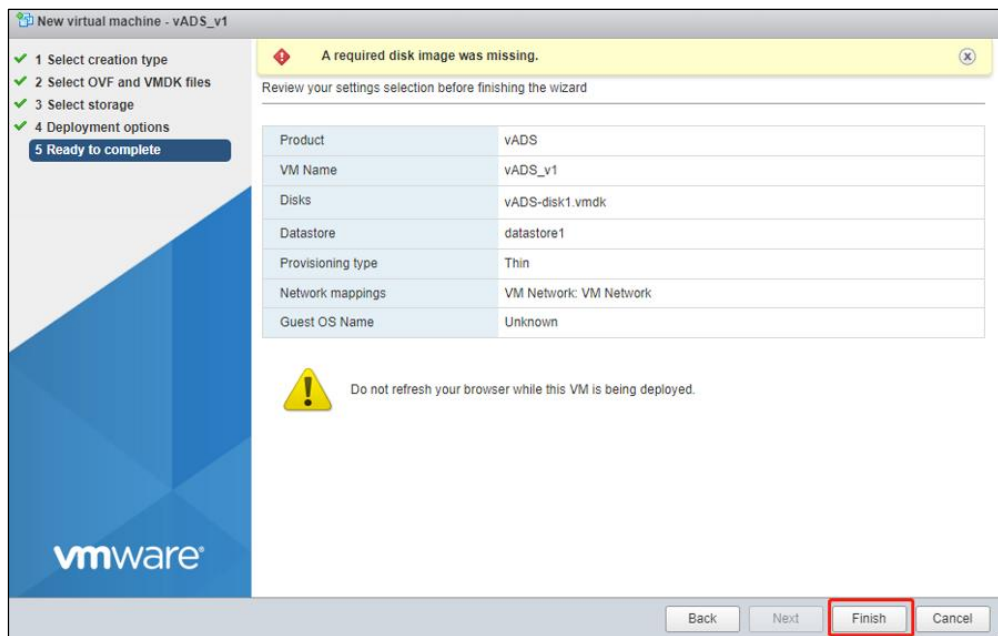 New virtual machine - vADS_v1
1 Select creation type
2 Select OVF and VMDK files
3 Select storage
4 Deployment options
5 Ready to complete
A required disk image was missing.
Review your settings selection before finishing the wizard
Product vADS
VM Name vADS_v1
Disks vADS-disk1.vmdk
Datastore datastore1
Provisioning type Thin
Network mappings VM Network: VM Network
Guest OS Name Unknown
Do not refresh your browser while this VM is being deployed.
vmware®
Back Next Finish Cancel